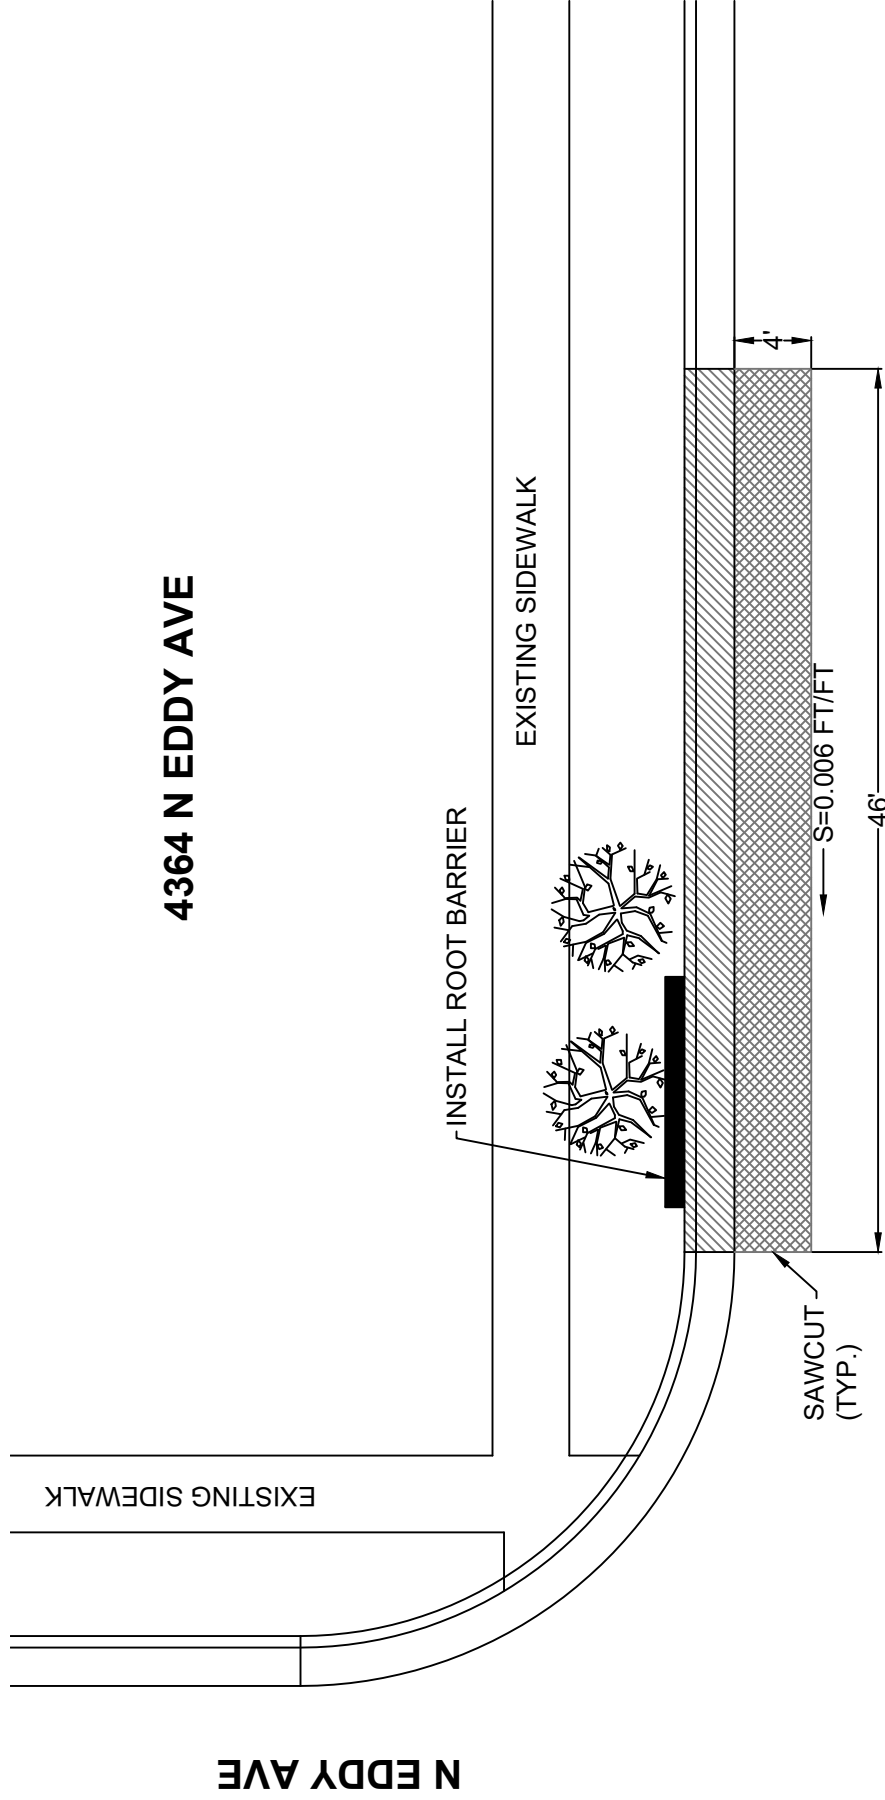 4364 N EDDY AVE
INSTALL ROOT BARRIER
EXISTING SIDEWALK
EXISTING SIDEWALK
4'
S=0.006 FT/FT
46'
SAWCUT
(TYP.)
N EDDY AVE